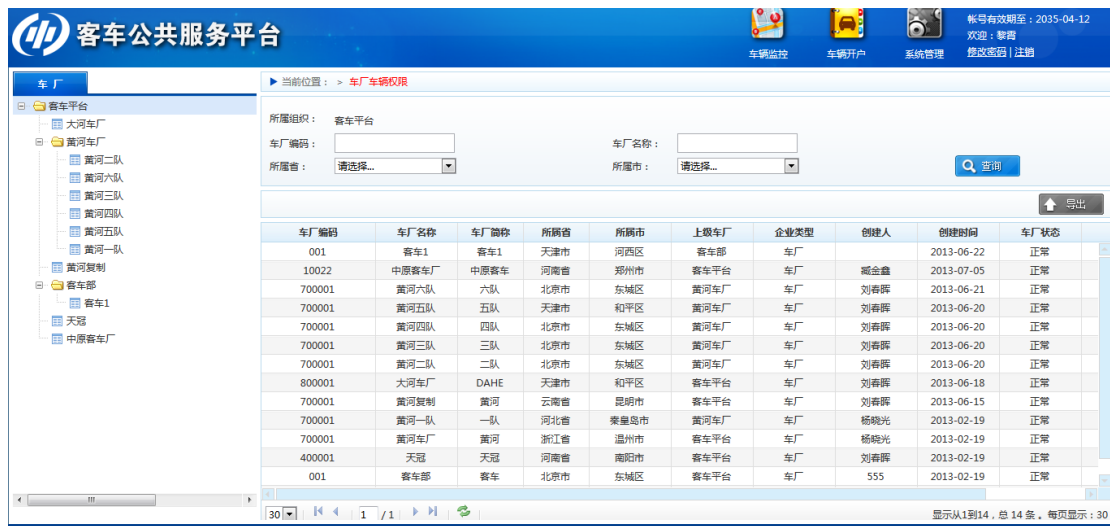 客车公共服务平台
车辆监控 车辆开户 系统管理
帐号有效期至：2035-04-12
欢迎：黎霞
修改密码 | 注销
车 厂
客车平台
大河车厂
黄河车厂
黄河二队
黄河六队
黄河三队
黄河四队
黄河五队
黄河一队
黄河复制
客车部
客车1
天冠
中原客车厂
当前位置： > 车厂车辆权限
所属组织： 客车平台
车厂编码： 车厂名称：
所属省： 请选择... 所属市： 请选择... 查询
导出
车厂编码 车厂名称 车厂简称 所属省 所属市 上级车厂 企业类型 创建人 创建时间 车厂状态
001 客车1 客车1 天津市 河西区 客车部 车厂 2013-06-22 正常
10022 中原客车厂 中原客车 河南省 郑州市 客车平台 车厂 臧金鑫 2013-07-05 正常
700001 黄河六队 六队 北京市 东城区 黄河车厂 车厂 刘春晖 2013-06-21 正常
700001 黄河五队 五队 天津市 和平区 黄河车厂 车厂 刘春晖 2013-06-20 正常
700001 黄河四队 四队 北京市 东城区 黄河车厂 车厂 刘春晖 2013-06-20 正常
700001 黄河三队 三队 北京市 东城区 黄河车厂 车厂 刘春晖 2013-06-20 正常
700001 黄河二队 二队 北京市 东城区 黄河车厂 车厂 刘春晖 2013-06-20 正常
800001 大河车厂 DAHE 天津市 和平区 客车平台 车厂 刘春晖 2013-06-18 正常
700001 黄河复制 黄河 云南省 昆明市 客车平台 车厂 刘春晖 2013-06-15 正常
700001 黄河一队 一队 河北省 秦皇岛市 黄河车厂 车厂 杨晓光 2013-02-19 正常
700001 黄河车厂 黄河 浙江省 温州市 客车平台 车厂 杨晓光 2013-02-19 正常
400001 天冠 天冠 河南省 南阳市 客车平台 车厂 刘春晖 2013-02-19 正常
001 客车部 客车 北京市 东城区 客车平台 车厂 555 2013-02-19 正常
30 1 / 1 显示从1到14，总 14 条 。每页显示：30